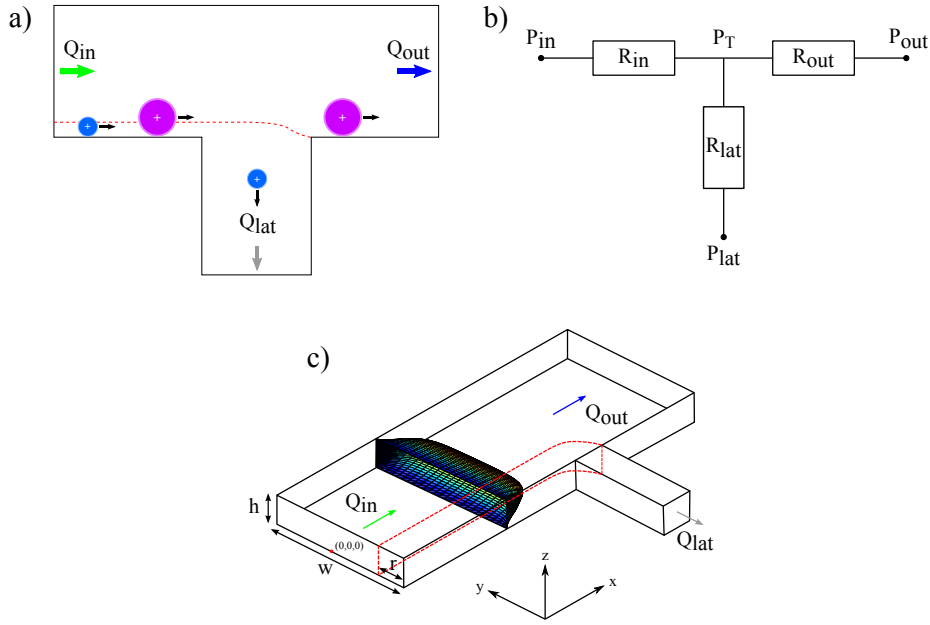 a)
Q_in
Q_out
+
+
+
+
Q_lat
b)
P_in
P_T
P_out
R_in
R_out
R_lat
P_lat
c)
Q_out
h
Q_in
(0,0,0)
r
w
Q_lat
z
y
x